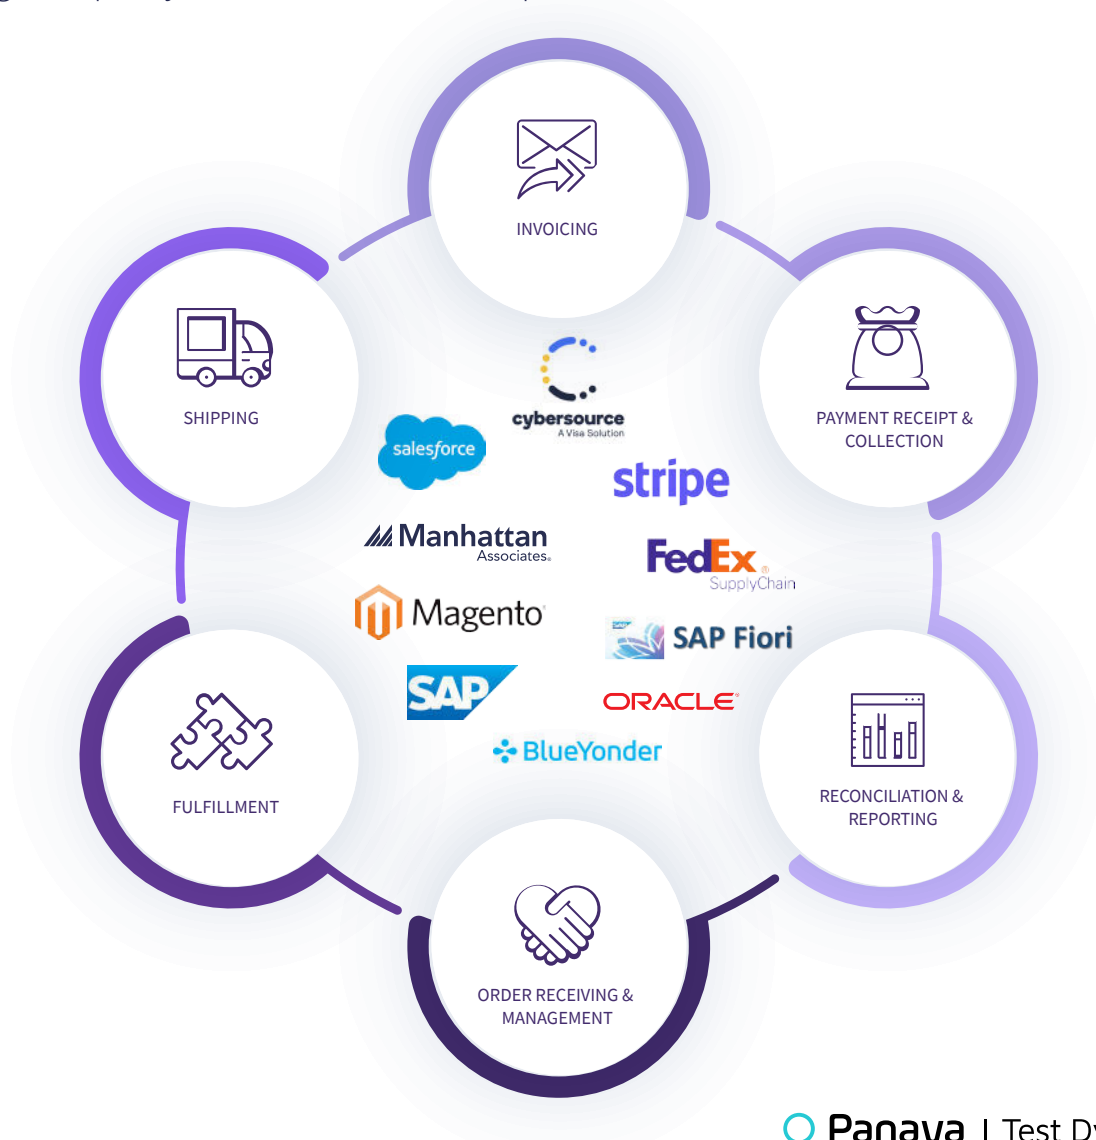 INVOICING
SHIPPING
PAYMENT RECEIPT &
COLLECTION
cybersource
A Visa Solution
salesforce
stripe
Manhattan
Associates®
FedEx®
SupplyChain
Magento®
SAP
SAP Fiori
SAP
ORACLE®
BlueYonder
FULFILLMENT
RECONCILIATION &
REPORTING
ORDER RECEIVING &
MANAGEMENT
Panaya | Test Dy